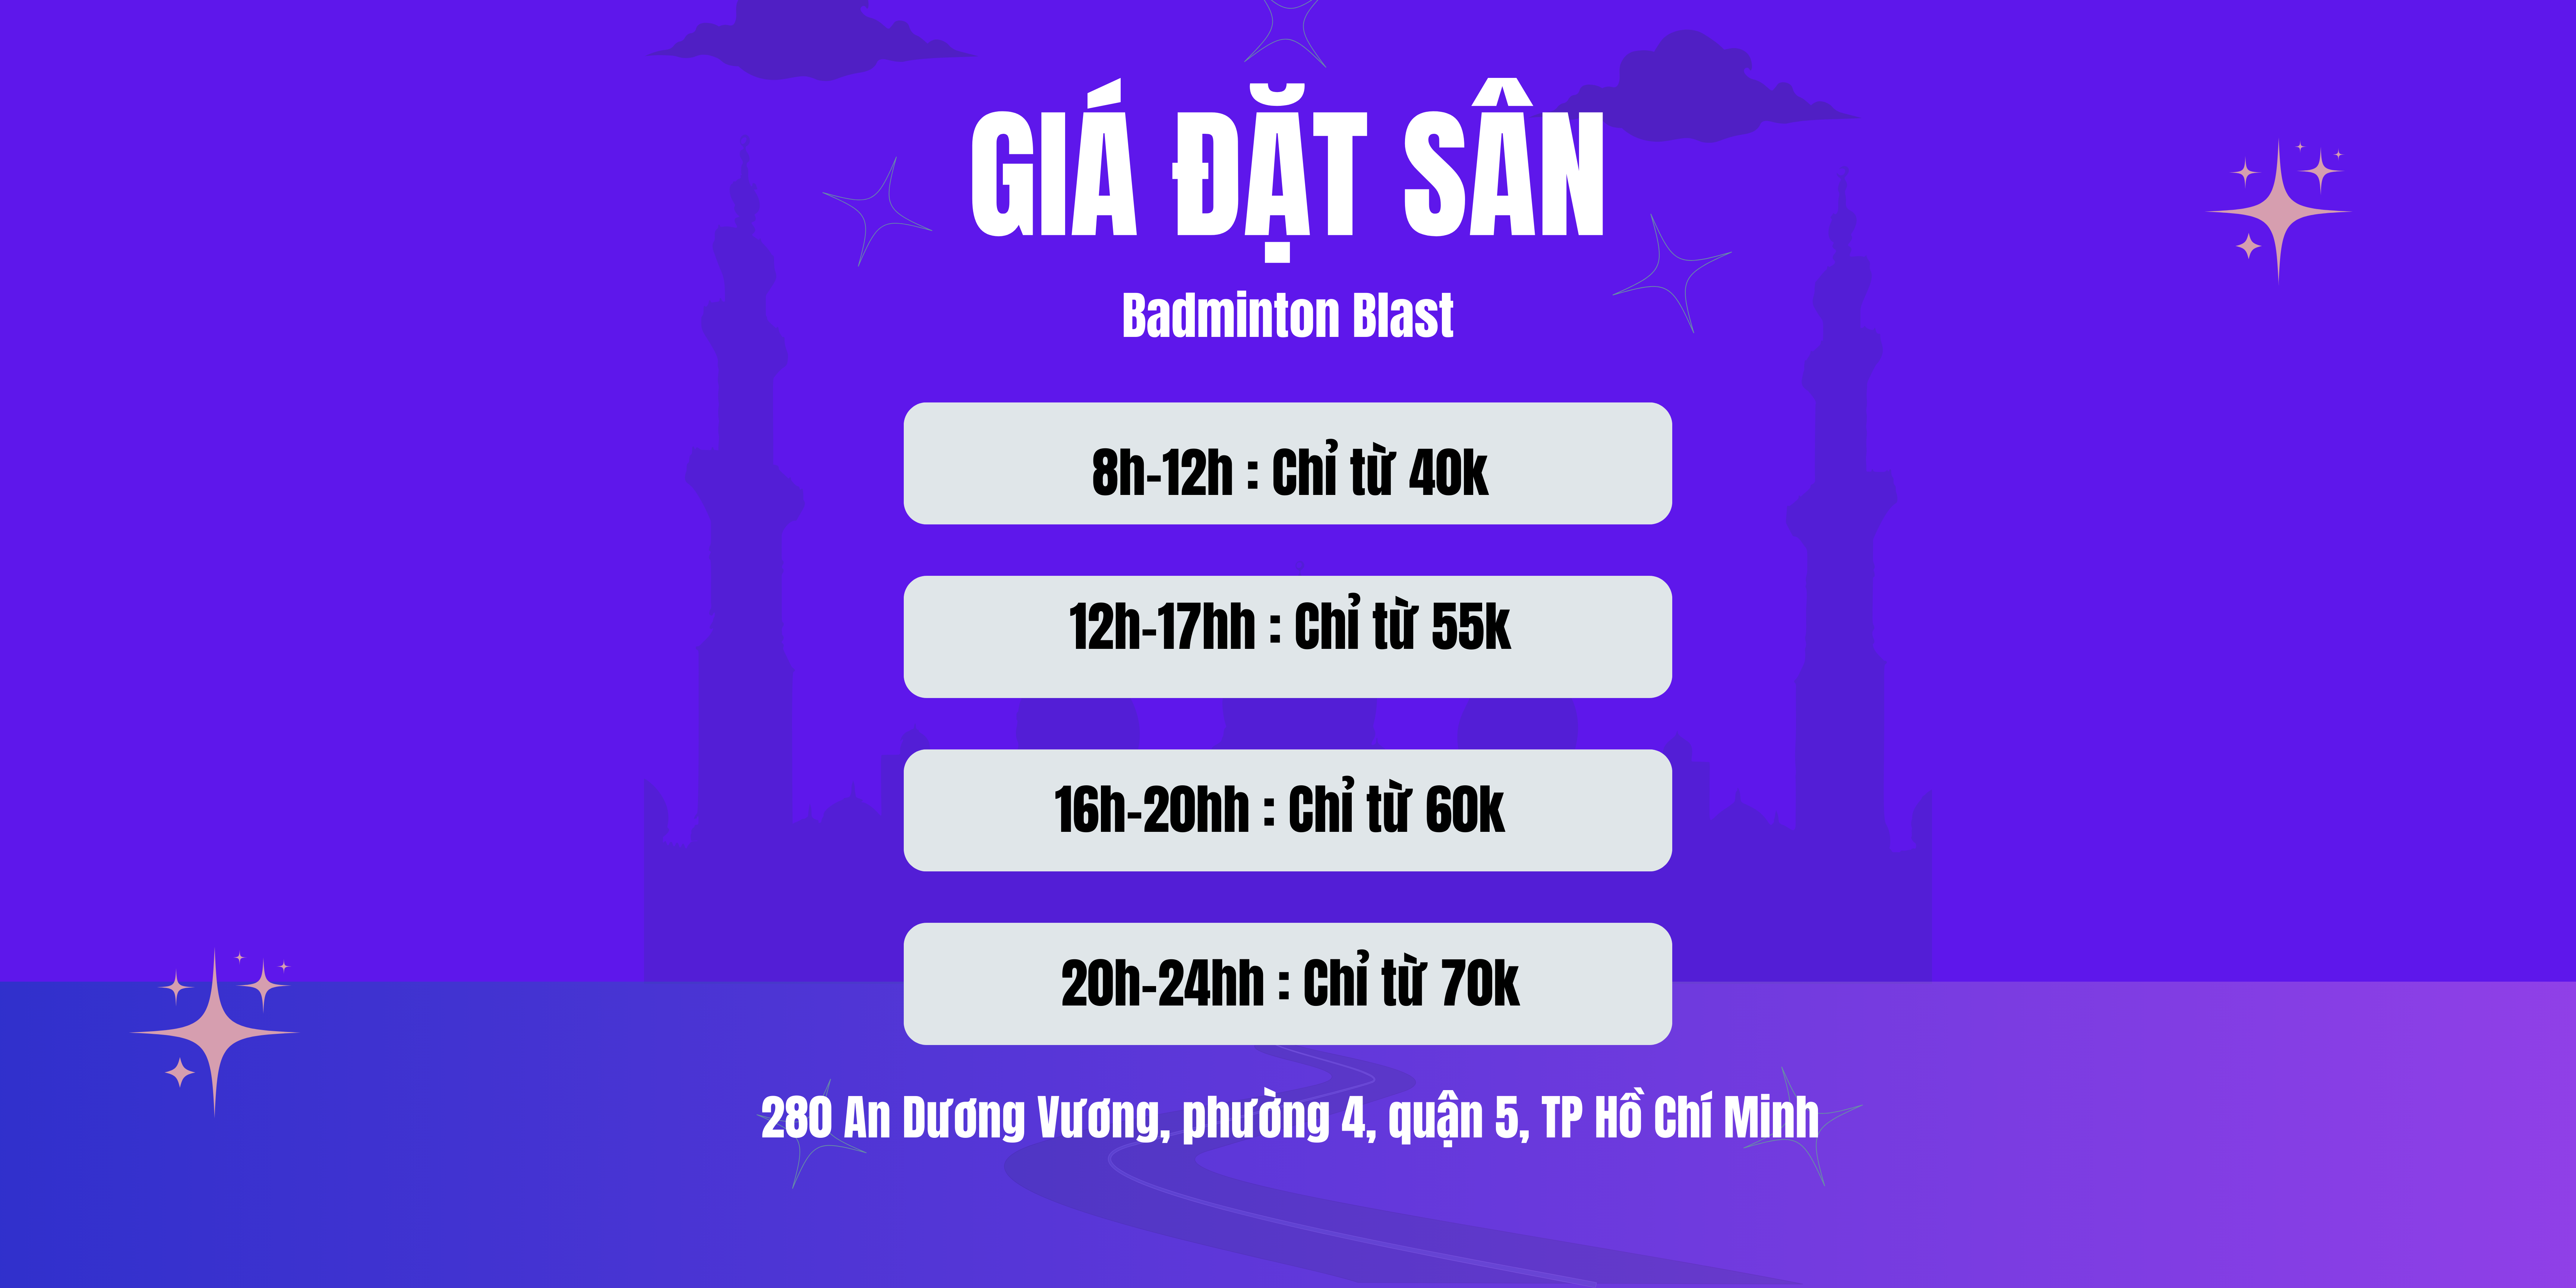 GIÁ ĐẶT SÂN
Badminton Blast
8h-12h : Chỉ từ 40k
12h-17hh : Chỉ từ 55k
16h-20hh : Chỉ từ 60k
20h-24hh : Chỉ từ 70k
280 An Dương Vương, phường 4, quận 5, TP Hồ Chí Minh